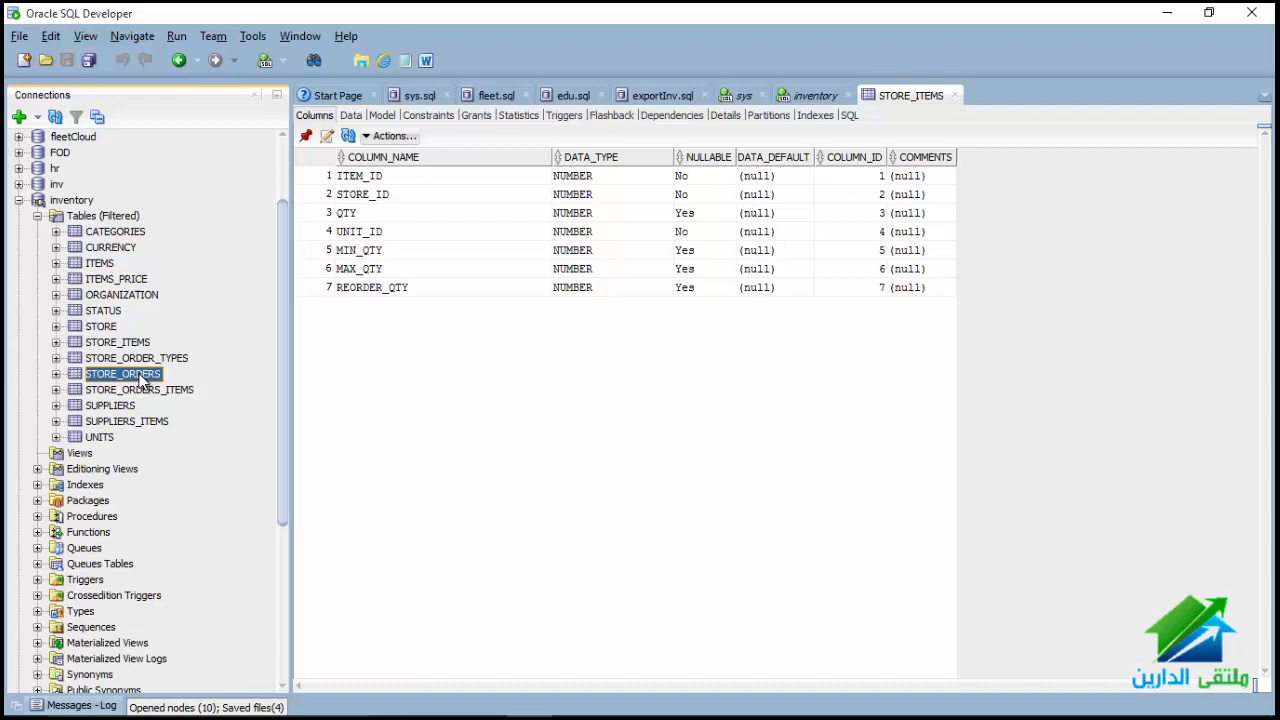 Oracle SQL Developer
File Edit View Navigate Run Team Tools Window Help
Connections
Start Page sys.sql fleet.sql edu.sql exportInv.sql sys inventory STORE_ITEMS
Columns Data Model Constraints Grants Statistics Triggers Flashback Dependencies Details Partitions Indexes SQL
Actions...
COLUMN_NAME DATA_TYPE NULLABLE DATA_DEFAULT COLUMN_ID COMMENTS
1 ITEM_ID NUMBER No (null) 1 (null)
2 STORE_ID NUMBER No (null) 2 (null)
3 QTY NUMBER Yes (null) 3 (null)
4 UNIT_ID NUMBER No (null) 4 (null)
5 MIN_QTY NUMBER Yes (null) 5 (null)
6 MAX_QTY NUMBER Yes (null) 6 (null)
7 REORDER_QTY NUMBER Yes (null) 7 (null)
fleetCloud
FOD
hr
inv
inventory
Tables (Filtered)
CATEGORIES
CURRENCY
ITEMS
ITEMS_PRICE
ORGANIZATION
STATUS
STORE
STORE_ITEMS
STORE_ORDER_TYPES
STORE_ORDERS
STORE_ORDERS_ITEMS
SUPPLIERS
SUPPLIERS_ITEMS
UNITS
Views
Editioning Views
Indexes
Packages
Procedures
Functions
Queues
Queues Tables
Triggers
Crossedition Triggers
Types
Sequences
Materialized Views
Materialized View Logs
Synonyms
Public Synonyms
ملتقى الدارين
Messages - Log Opened nodes (10); Saved files(4)